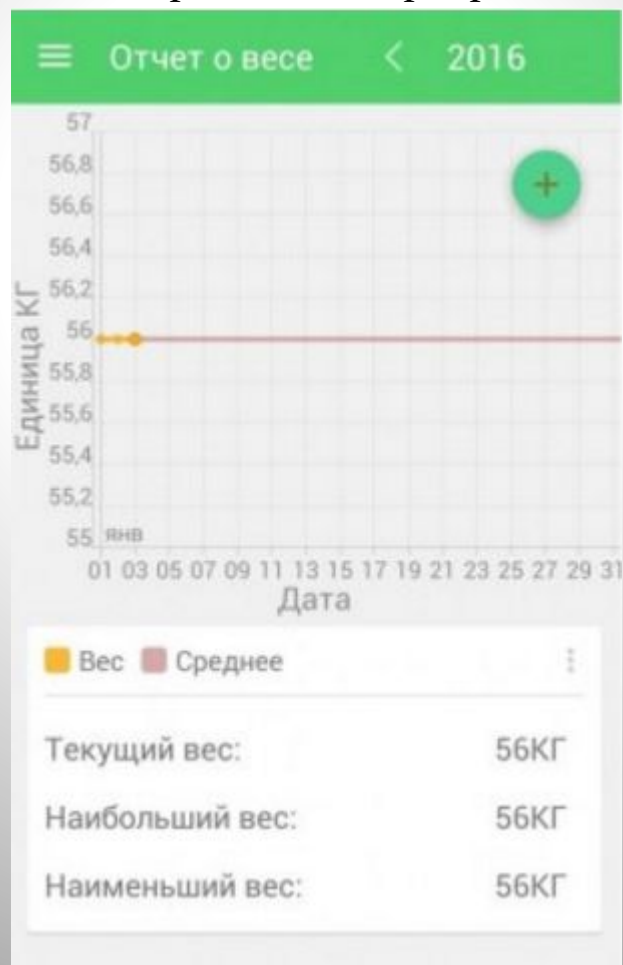 Отчет о весе < 2016
57
56,8
56,6
56,4
56,2
56
55,8
55,6
55,4
55,2
55
Единица КГ
янв
01 03 05 07 09 11 13 15 17 19 21 23 25 27 29 31
Дата
Вес Среднее
Текущий вес: 56КГ
Наибольший вес: 56КГ
Наименьший вес: 56КГ